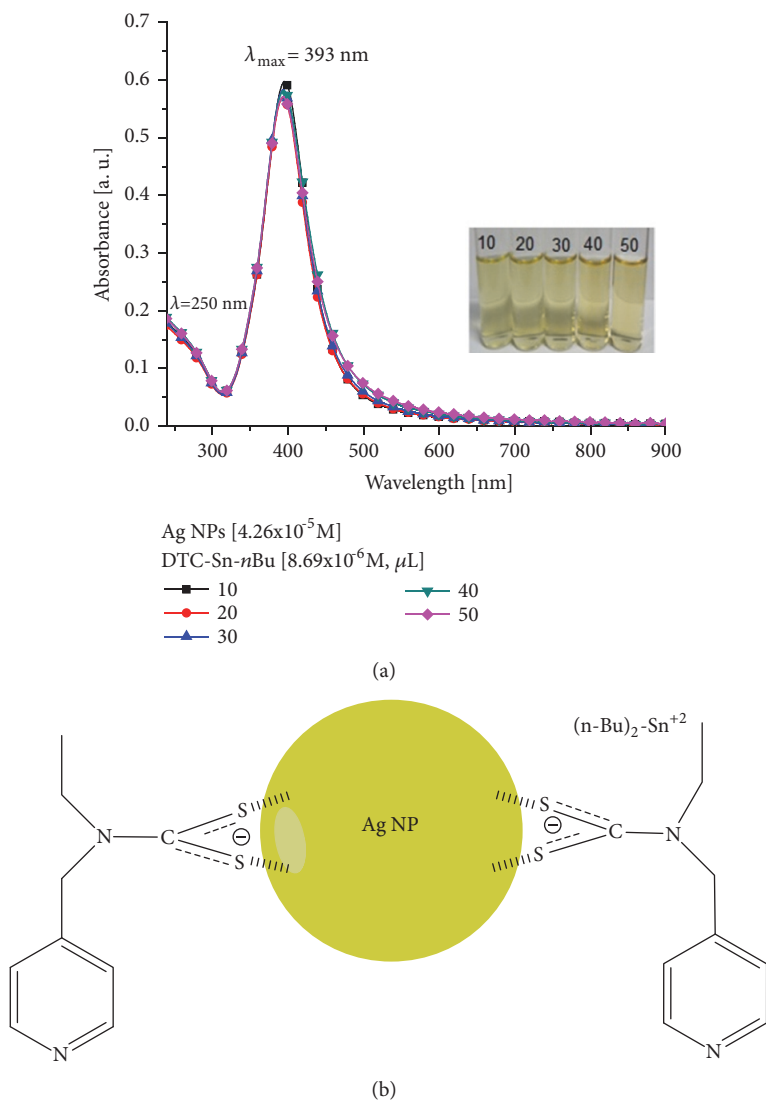 0.7
0.6
0.5
0.4
0.3
0.2
0.1
0.0
Absorbance [a. u.]
λmax = 393 nm
λ=250 nm
10 20 30 40 50
300 400 500 600 700 800 900
Wavelength [nm]
Ag NPs [4.26x10⁻⁵M]
DTC-Sn-nBu [8.69x10⁻⁶M, μL]
10
20
30
40
50
(a)
(n-Bu)₂-Sn⁺²
N C S S ⊖
Ag NP
S S ⊖ C N
N
N
(b)